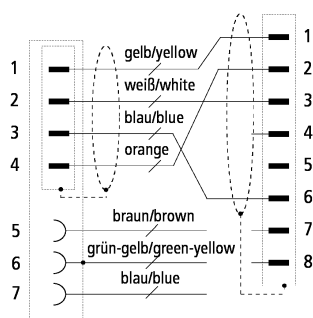 gelb/yellow
1
1
weiß/white
2
2
blau/blue
3
3
orange
4
4
5
6
braun/brown
5
7
grün-gelb/green-yellow
6
8
blau/blue
7